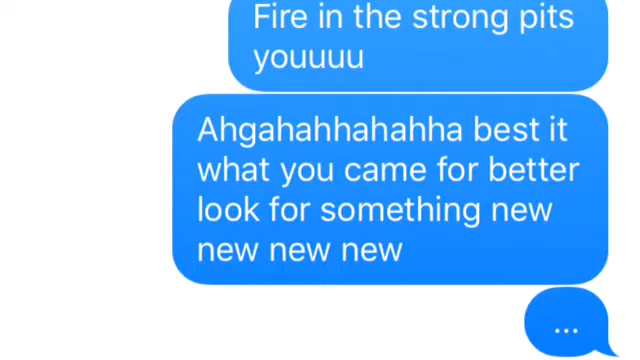 Fire in the strong pits
youuuu
Ahgahahhahahha best it
what you came for better
look for something new
new new new
...